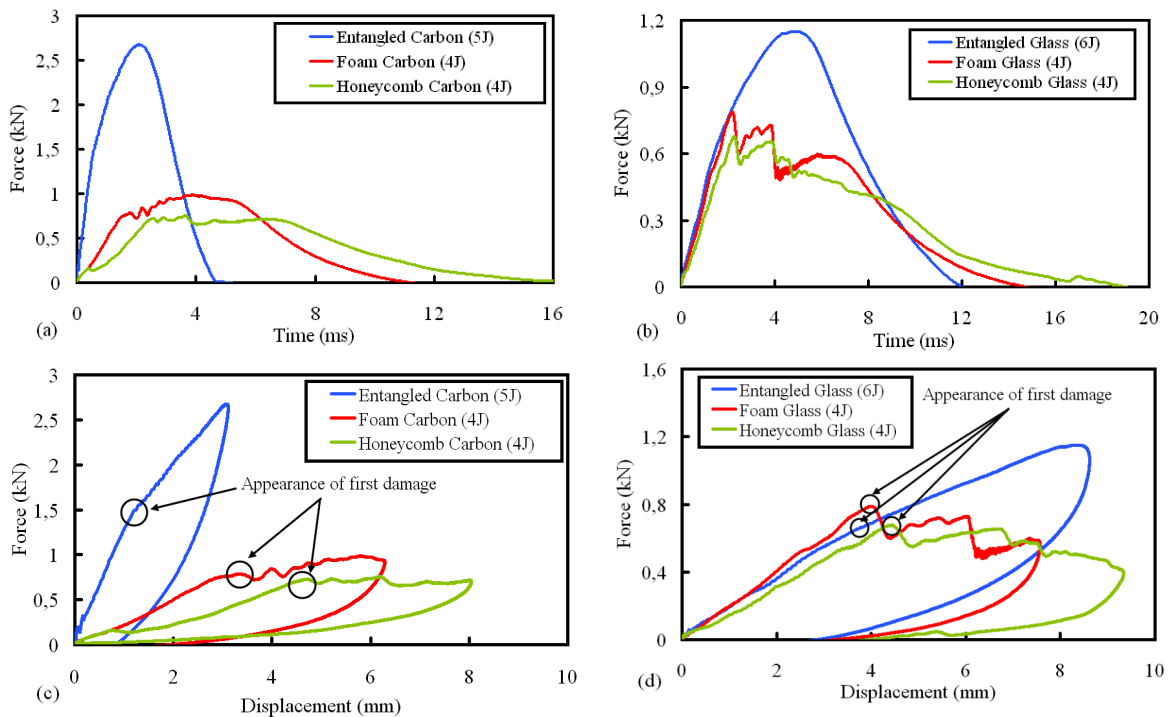 3
2.5
2
1.5
1
0.5
0
Force (kN)
Entangled Carbon (5J)
Foam Carbon (4J)
Honeycomb Carbon (4J)
0 4 8 12 16
Time (ms)
(a)
1,2
0.9
0.6
0.3
0
Force (kN)
Entangled Glass (6J)
Foam Glass (4J)
Honeycomb Glass (4J)
0 4 8 12 16 20
Time (ms)
(b)
3
2.5
2
1.5
1
0.5
0
Force (kN)
Entangled Carbon (5J)
Foam Carbon (4J)
Honeycomb Carbon (4J)
Appearance of first damage
0 2 4 6 8 10
Displacement (mm)
(c)
1,6
1,2
0.8
0.4
0
Force (kN)
Entangled Glass (6J)
Foam Glass (4J)
Honeycomb Glass (4J)
Appearance of first damage
0 2 4 6 8 10
Displacement (mm)
(d)